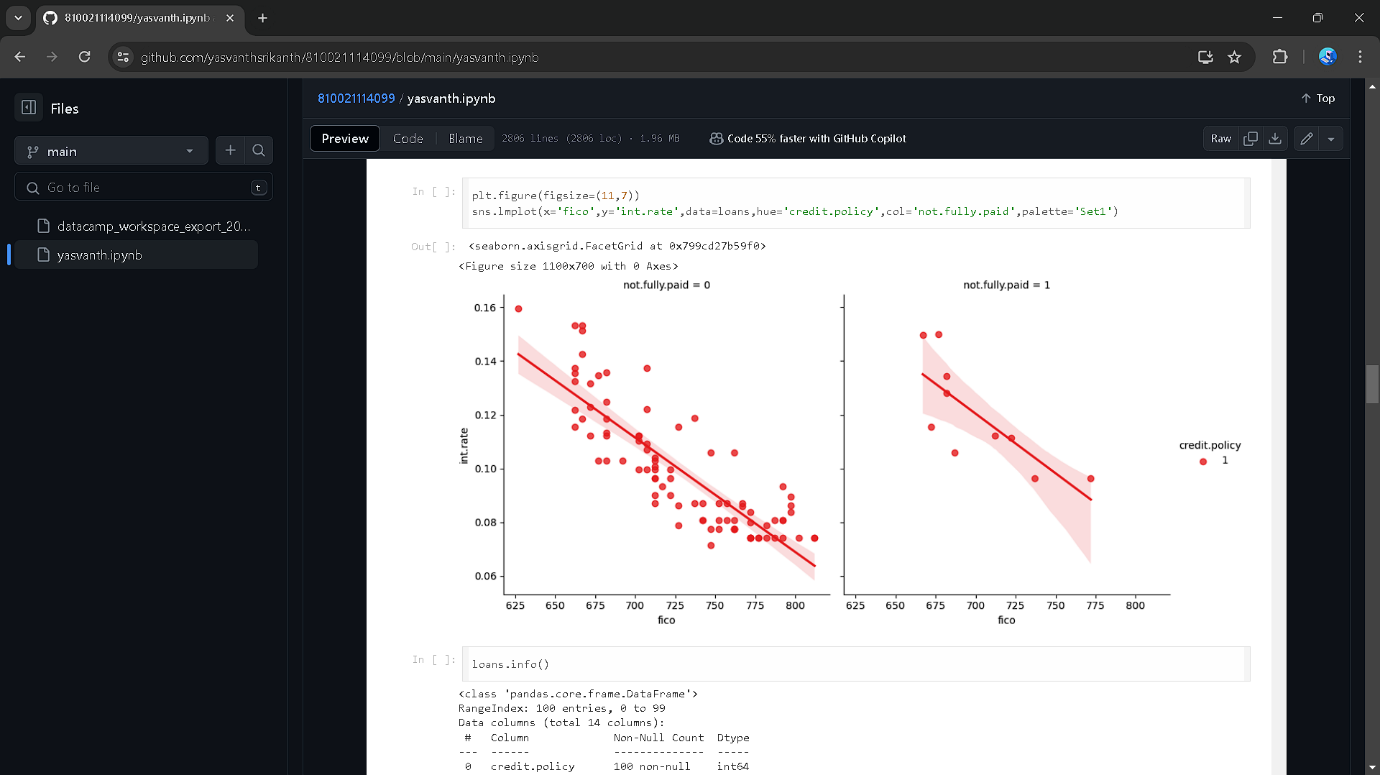 810021114099/yasvanth.ipynb
github.com/yasvanthsrikanth/810021114099/blob/main/yasvanth.ipynb
Files
main
Go to file
t
datacamp_workspace_export_20...
yasvanth.ipynb
810021114099 / yasvanth.ipynb
Top
Preview
Code
Blame
2806 lines (2806 loc) · 1.96 MB
Code 55% faster with GitHub Copilot
Raw
In [ ]:
plt.figure(figsize=(11,7))
sns.lmplot(x='fico',y='int.rate',data=loans,hue='credit.policy',col='not.fully.paid',palette='Set1')
Out[ ]: <seaborn.axisgrid.FacetGrid at 0x799cd27b59f0>
<Figure size 1100x700 with 0 Axes>
not.fully.paid = 0
not.fully.paid = 1
0.16
0.14
0.12
0.10
0.08
0.06
int.rate
625 650 675 700 725 750 775 800
fico
625 650 675 700 725 750 775 800
fico
credit.policy
1
In [ ]:
loans.info()
<class 'pandas.core.frame.DataFrame'>
RangeIndex: 100 entries, 0 to 99
Data columns (total 14 columns):
# Column Non-Null Count Dtype
--- ------ -------------- -----
0 credit.policy 100 non-null int64